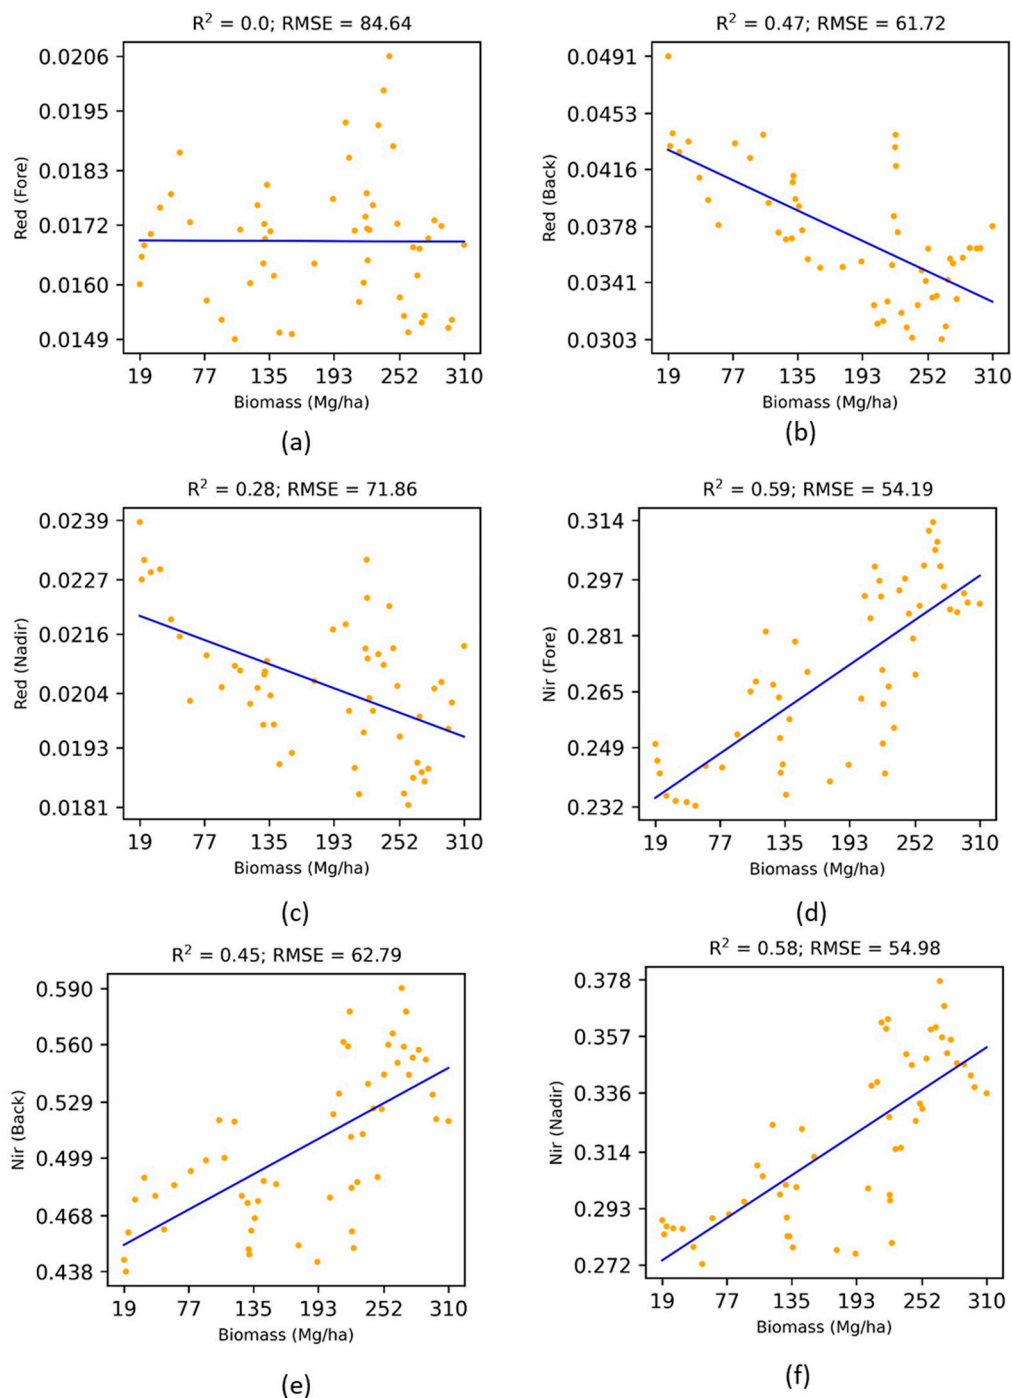 R² = 0.0; RMSE = 84.64
Red (Fore)
0.0206
0.0195
0.0183
0.0172
0.0160
0.0149
19 77 135 193 252 310
Biomass (Mg/ha)
(a)
R² = 0.47; RMSE = 61.72
Red (Back)
0.0491
0.0453
0.0416
0.0378
0.0341
0.0303
19 77 135 193 252 310
Biomass (Mg/ha)
(b)
R² = 0.28; RMSE = 71.86
Red (Nadir)
0.0239
0.0227
0.0216
0.0204
0.0193
0.0181
19 77 135 193 252 310
Biomass (Mg/ha)
(c)
R² = 0.59; RMSE = 54.19
Nir (Fore)
0.314
0.297
0.281
0.265
0.249
0.232
19 77 135 193 252 310
Biomass (Mg/ha)
(d)
R² = 0.45; RMSE = 62.79
Nir (Back)
0.590
0.560
0.529
0.499
0.468
0.438
19 77 135 193 252 310
Biomass (Mg/ha)
(e)
R² = 0.58; RMSE = 54.98
Nir (Nadir)
0.378
0.357
0.336
0.314
0.293
0.272
19 77 135 193 252 310
Biomass (Mg/ha)
(f)